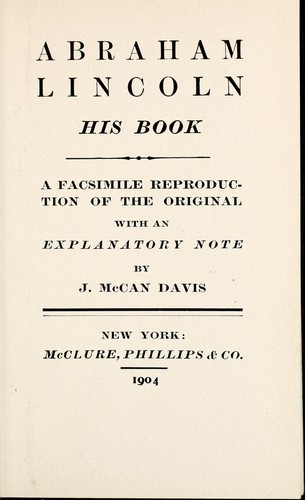 ABRAHAM
LINCOLN
HIS BOOK
A FACSIMILE REPRODUC-
TION OF THE ORIGINAL
WITH AN
EXPLANATORY NOTE
BY
J. McCAN DAVIS
NEW YORK:
McCLURE, PHILLIPS & CO.
1904